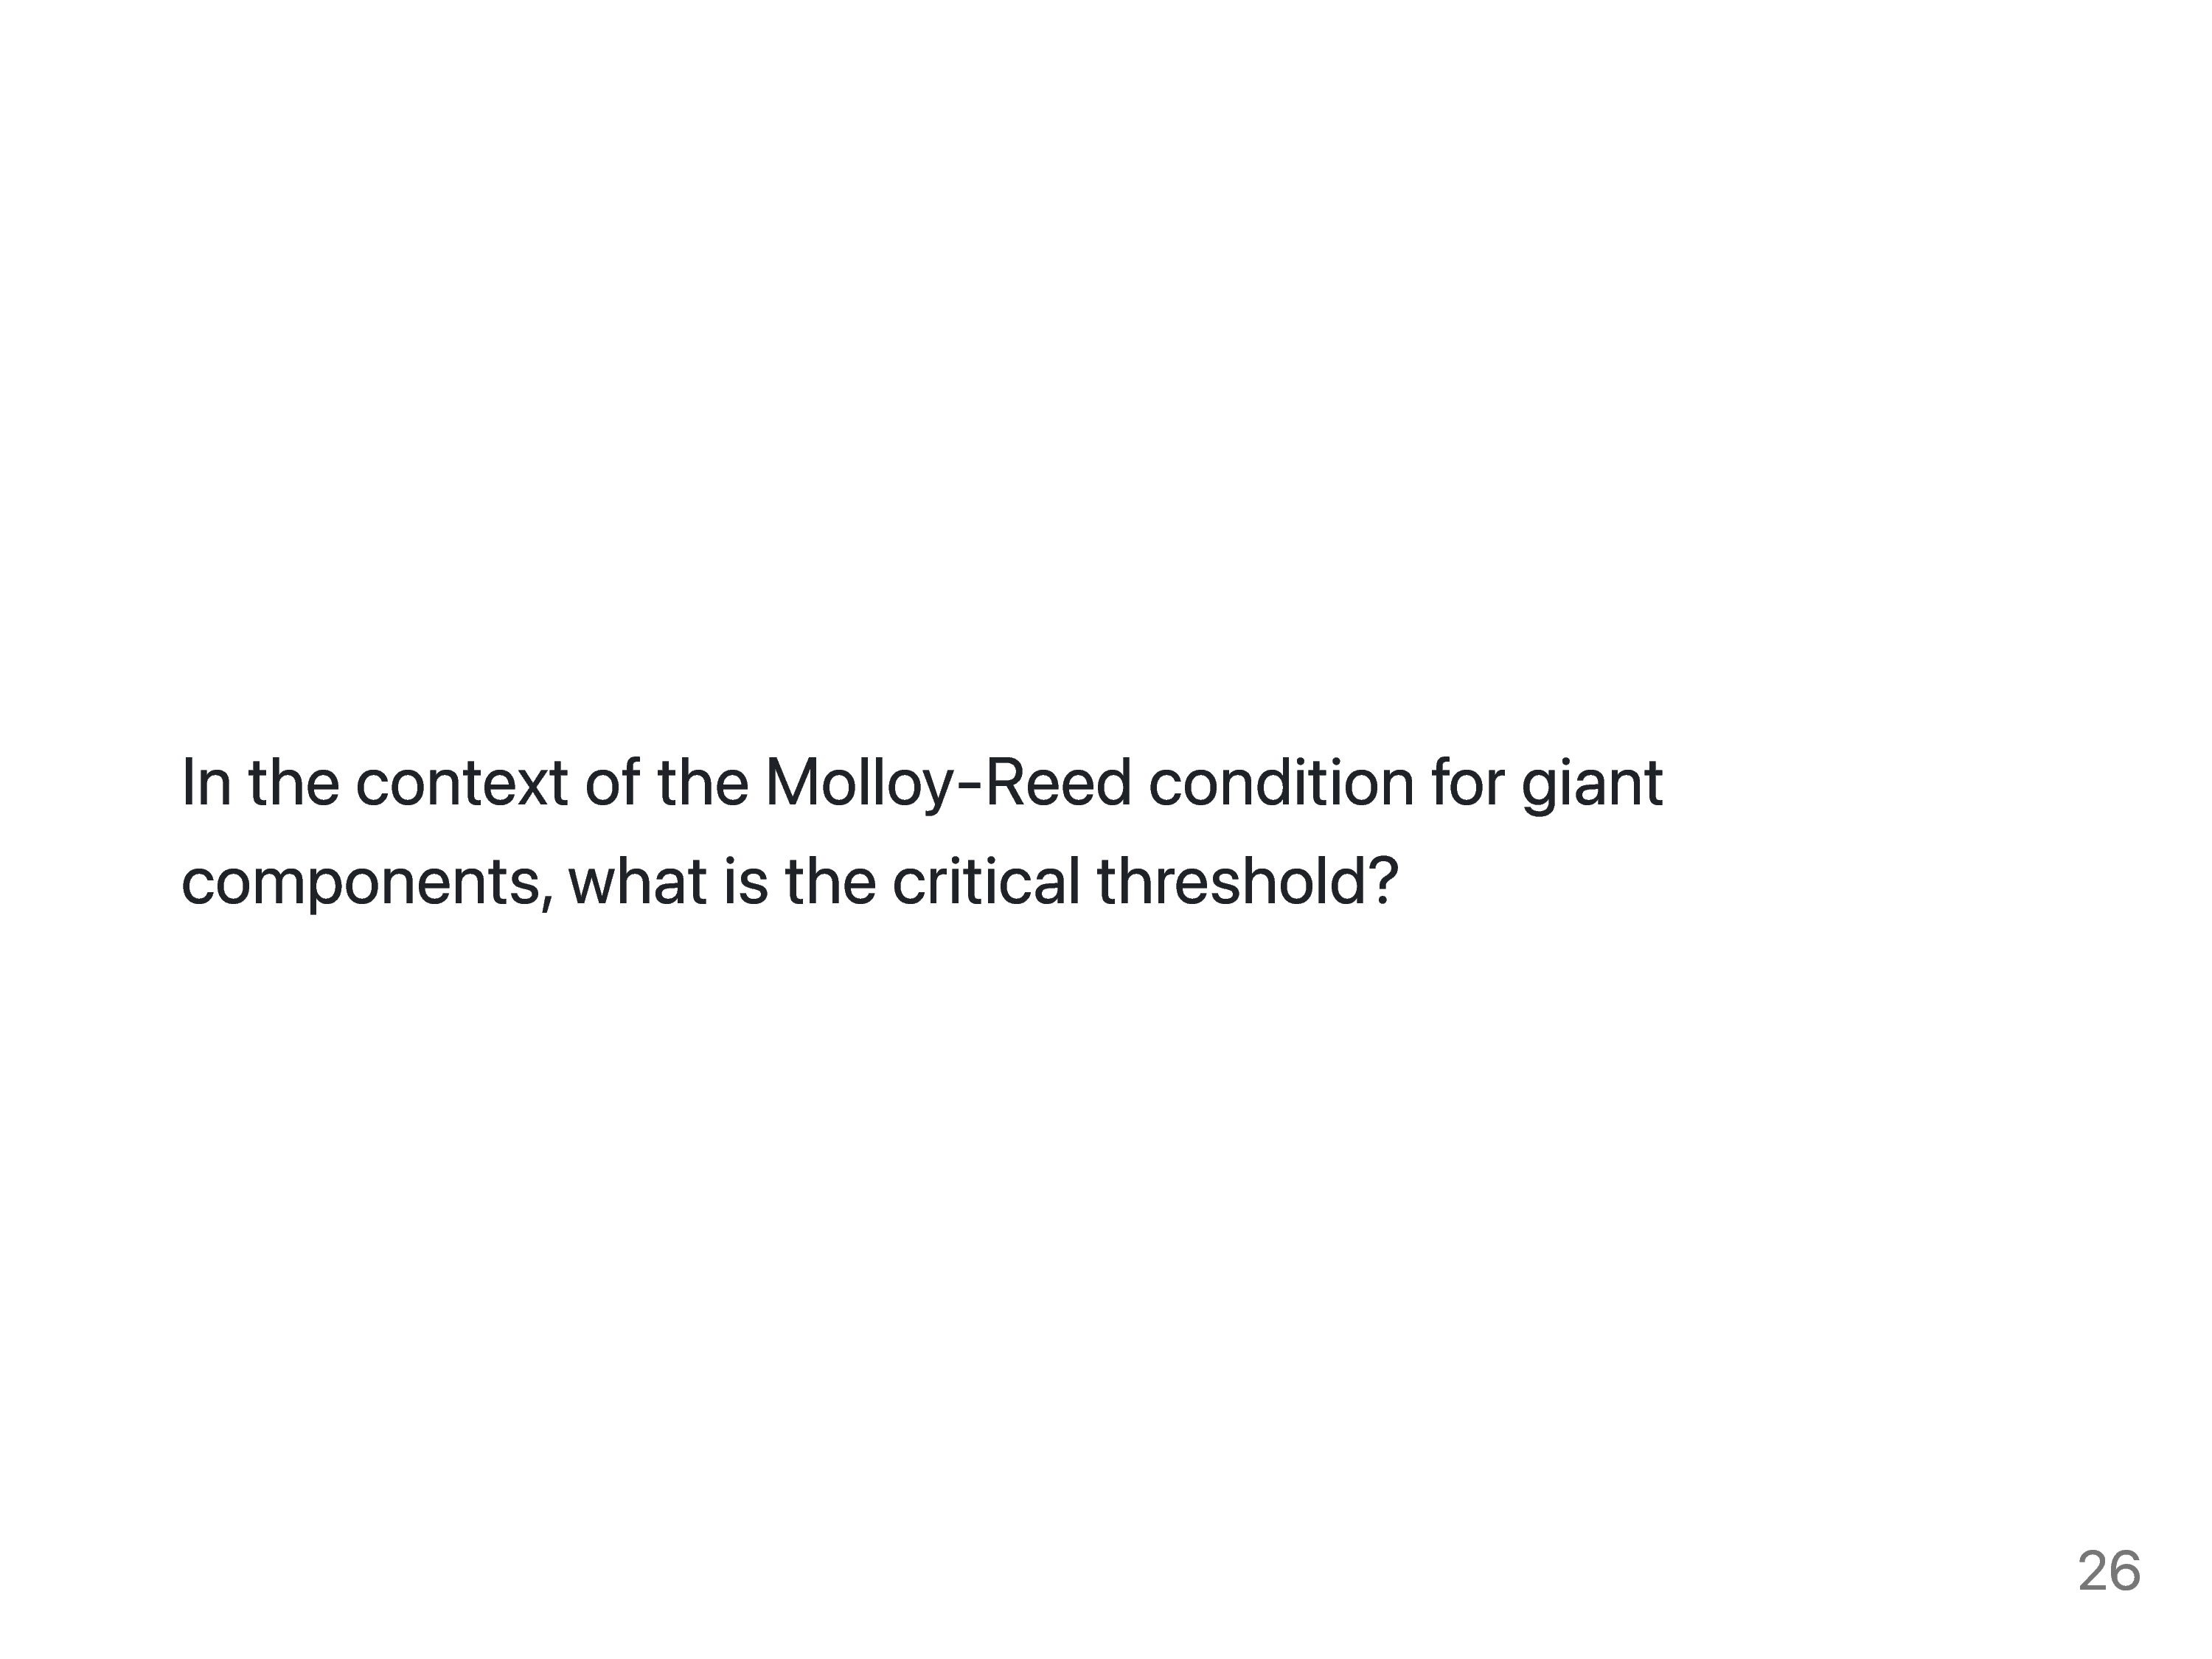 In the context of the Molloy–Reed condition for giant
components, what is the critical threshold?
26